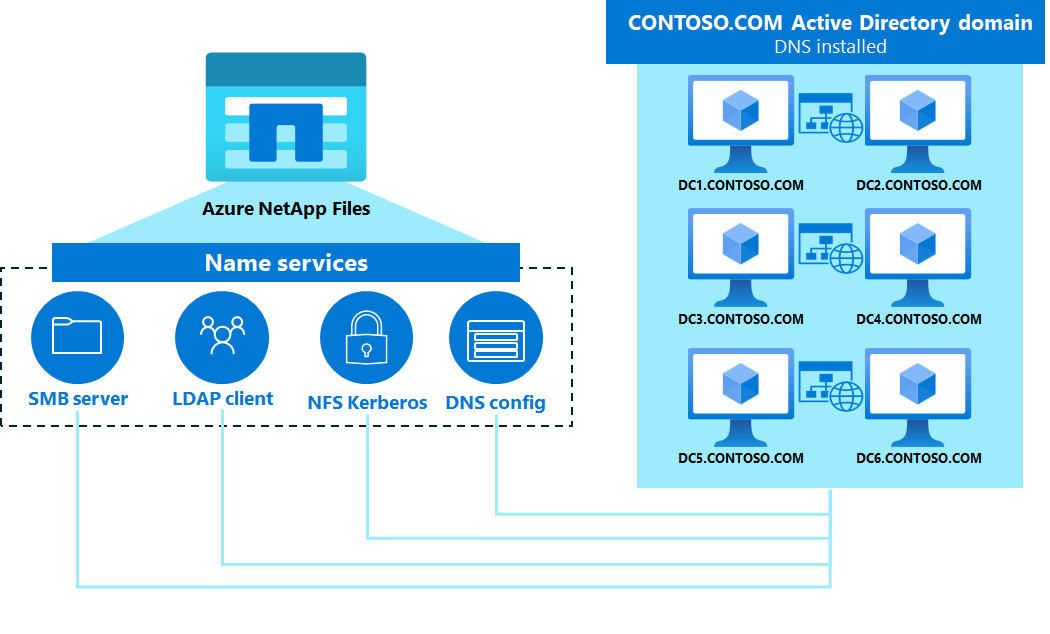 CONTOSO.COM Active Directory domain
DNS installed
Azure NetApp Files
Name services
SMB server
LDAP client
NFS Kerberos
DNS config
DC1.CONTOSO.COM
DC2.CONTOSO.COM
DC3.CONTOSO.COM
DC4.CONTOSO.COM
DC5.CONTOSO.COM
DC6.CONTOSO.COM